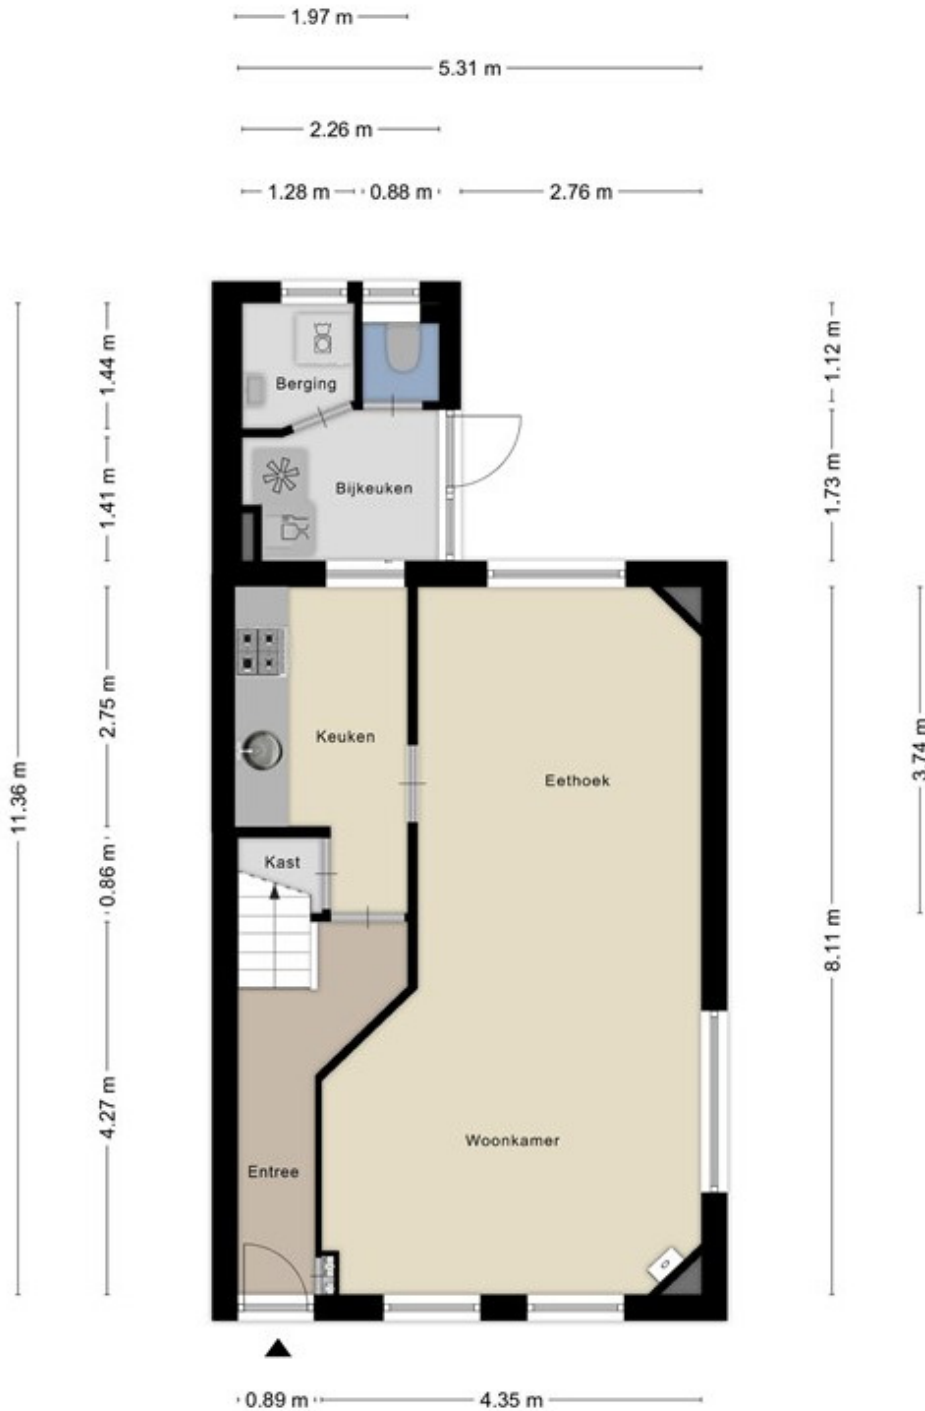 1.97 m
5.31 m
2.26 m
1.28 m 0.88 m 2.76 m
11.36 m
1.44 m
1.41 m
2.75 m
0.86 m
4.27 m
Berging
Bijkeuken
Keuken
Eethoek
Kast
Woonkamer
Entree
1.12 m
1.73 m
8.11 m
3.74 m
0.89 m 4.35 m